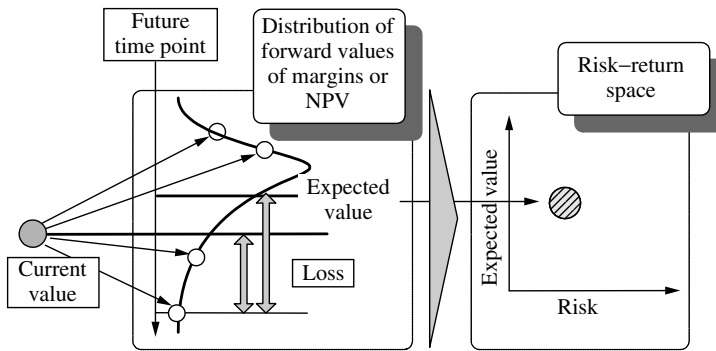 Future
time point
Distribution of
forward values
of margins or
NPV
Risk−return
space
Expected
value
Current
value
Loss
Expected value
Risk